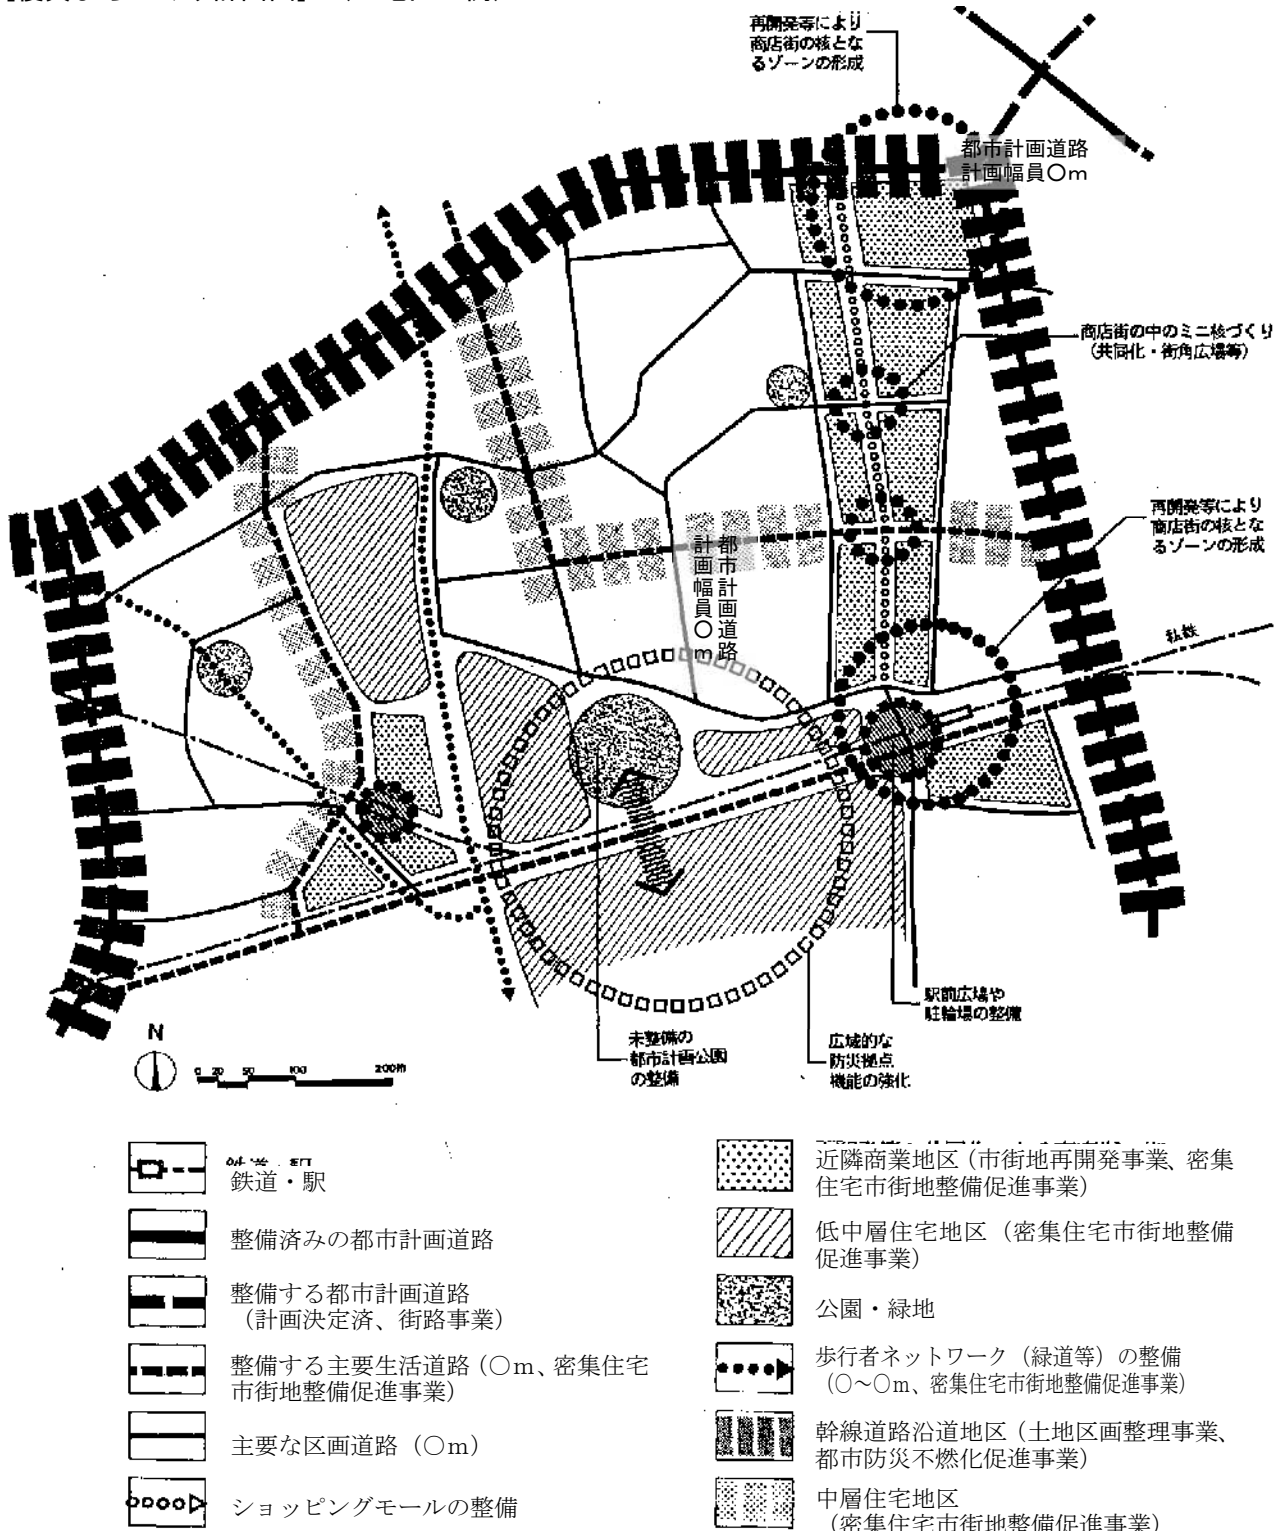 再開発等により
商店街の核とな
るゾーンの形成
都市計画道路
計画幅員〇m
商店街の中のミニ核づくり
（共同化・街角広場等）
再開発等により
商店街の核とな
るゾーンの形成
都市計画道路
計画幅員〇m
私鉄
駅前広場や
駐輪場の整備
未整備の
都市計画公園
の整備
広域的な
防災拠点
機能の強化
N
0 20 50 100 200m
鉄道・駅
整備済みの都市計画道路
整備する都市計画道路
（計画決定済、街路事業）
整備する主要生活道路（〇ｍ、密集住宅
市街地整備促進事業）
主要な区画道路（〇ｍ）
ショッピングモールの整備
近隣商業地区（市街地再開発事業、密集
住宅市街地整備促進事業）
低中層住宅地区（密集住宅市街地整備
促進事業）
公園・緑地
歩行者ネットワーク（緑道等）の整備
（〇～〇ｍ、密集住宅市街地整備促進事業）
幹線道路沿道地区（土地区画整理事業、
都市防災不燃化促進事業）
中層住宅地区
（密集住宅市街地整備促進事業）